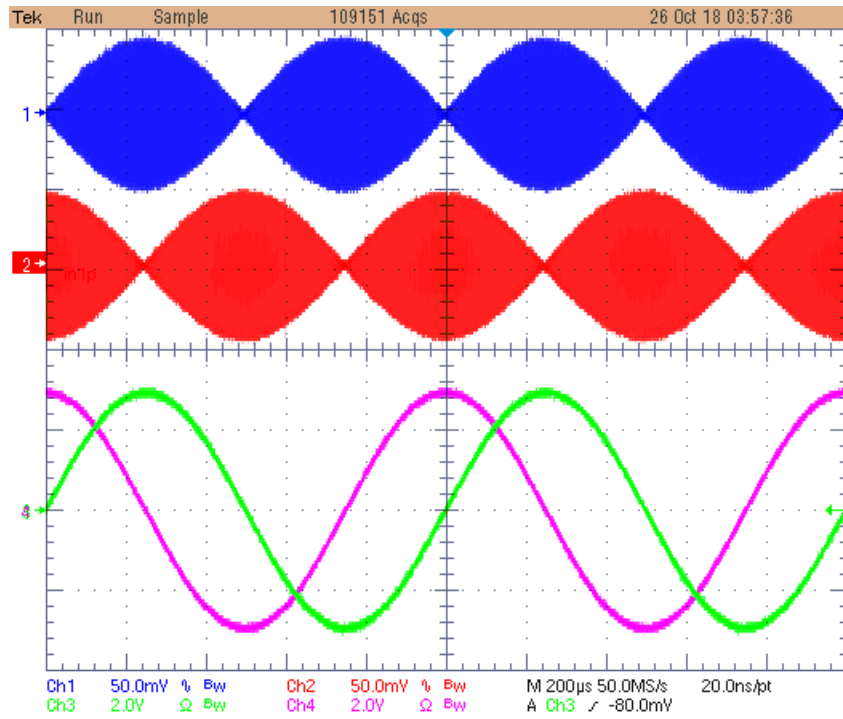 Tek Run Sample 109151 Acqs 26 Oct 18 03:57:36
1
2
in1p
Ch1 50.0mV Bw Ch2 50.0mV Bw M 200µs 50.0MS/s 20.0ns/pt
Ch3 2.0V Ω Bw Ch4 2.0V Ω Bw A Ch3 -80.0mV